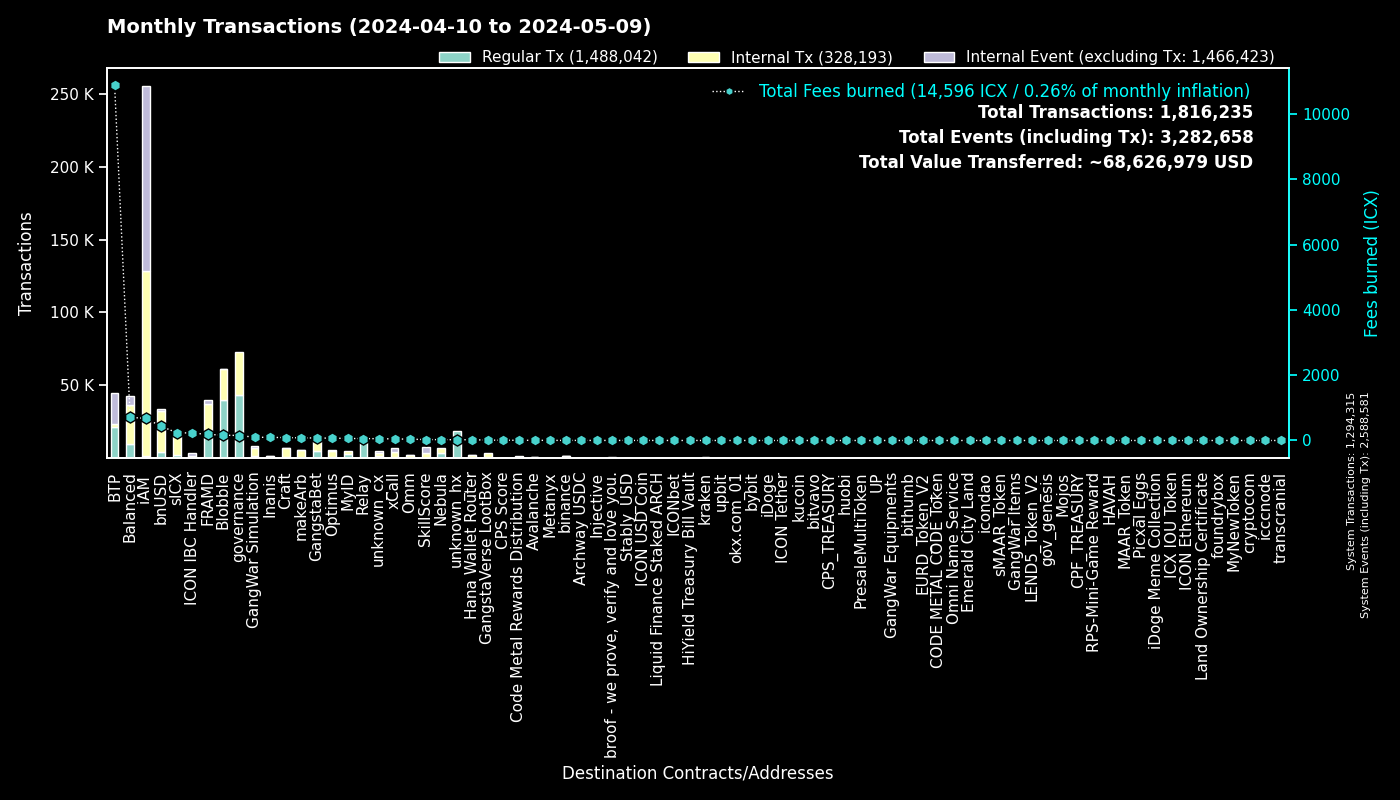 Monthly Transactions (2024-04-10 to 2024-05-09)
Regular Tx (1,488,042)
Internal Tx (328,193)
Internal Event (excluding Tx: 1,466,423)
Total Fees burned (14,596 ICX / 0.26% of monthly inflation)
Total Transactions: 1,816,235
Total Events (including Tx): 3,282,658
Total Value Transferred: ~68,626,979 USD
Transactions
250 K
200 K
150 K
100 K
50 K
10000
8000
6000
4000
2000
0
Fees burned (ICX)
System Transactions: 1,294,315
System Events (including Tx): 2,588,581
BTP
Balanced
iAM
bnUSD
sICX
ICON IBC Handler
FRAMD
Blobble
governance
GangWar Simulation
Inanis
Craft
makeArb
GangstaBet
Optimus
MyID
Relay
unknown_cx
xCall
Omm
SkillScore
Nebula
unknown_hx
Hana Wallet Router
GangstaVerse LootBox
CPS Score
Code Metal Rewards Distribution
Avalanche
Metanyx
binance
Archway_USDC
Injective
broof - we prove, verify and love you.
Stably_USD
ICON USD Coin
Liquid Finance Staked ARCH
ICONbet
HiYield Treasury Bill Vault
kraken
upbit
okx.com_01
bybit
iDoge
ICON Tether
kucoin
bitvavo
CPS_TREASURY
huobi
PresaleMultiToken
UP
GangWar Equipments
bithumb
EURD_Token_V2
CODE METAL CODE Token
Omni Name Service
Emerald City Land
icondao
sMAAR_Token
GangWar Items
LEND5_Token_V2
gov_genesis
Mojos
CPF_TREASURY
RPS-Mini-Game Reward
HAVAH
MAAR_Token
Picxal Eggs
iDoge Meme Collection
ICX IOU Token
ICON Ethereum
Land Ownership Certificate
foundrybox
MyNewToken
cryptocom
icccnode
transcranial
Destination Contracts/Addresses